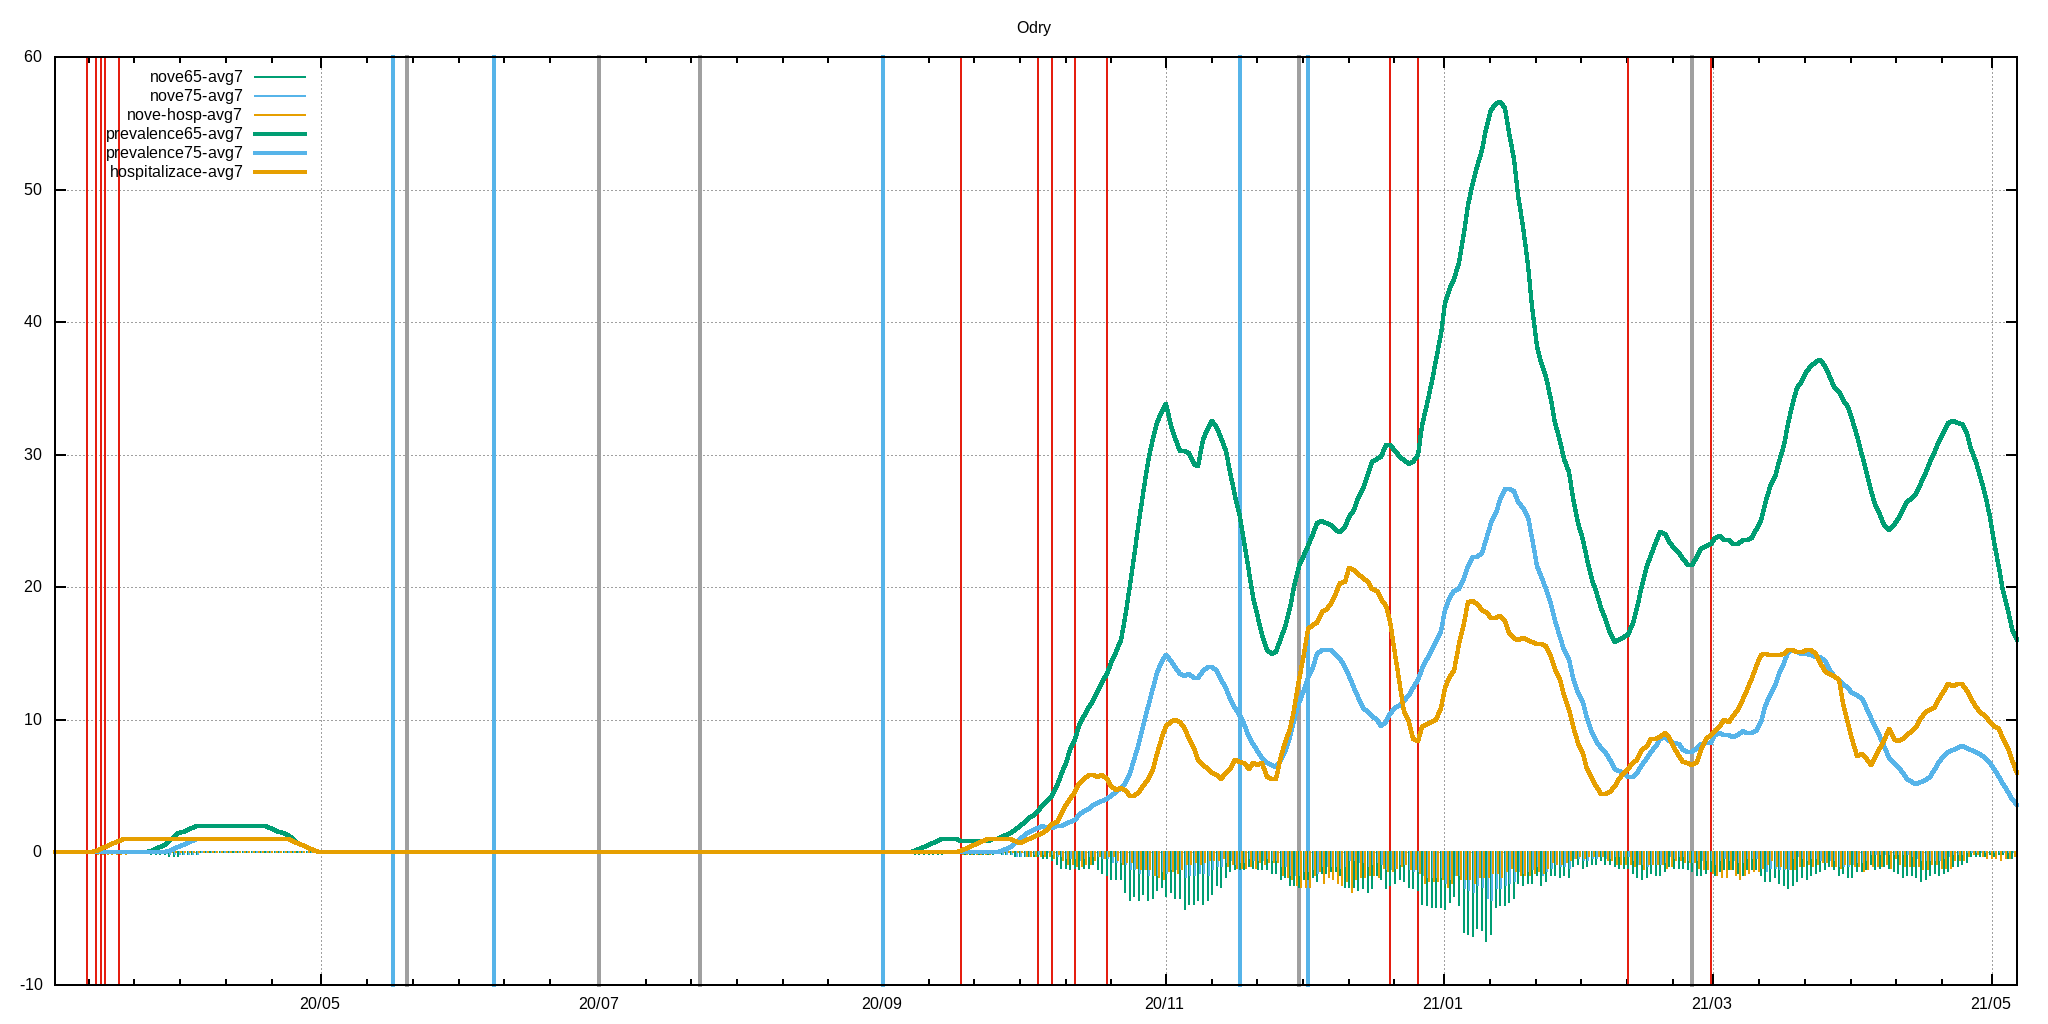 Odry
60
nove65-avg7
nove75-avg7
nove-hosp-avg7
prevalence65-avg7
prevalence75-avg7
hospitalizace-avg7
50
40
30
20
10
0
-10
20/05 20/07 20/09 20/11 21/01 21/03 21/05